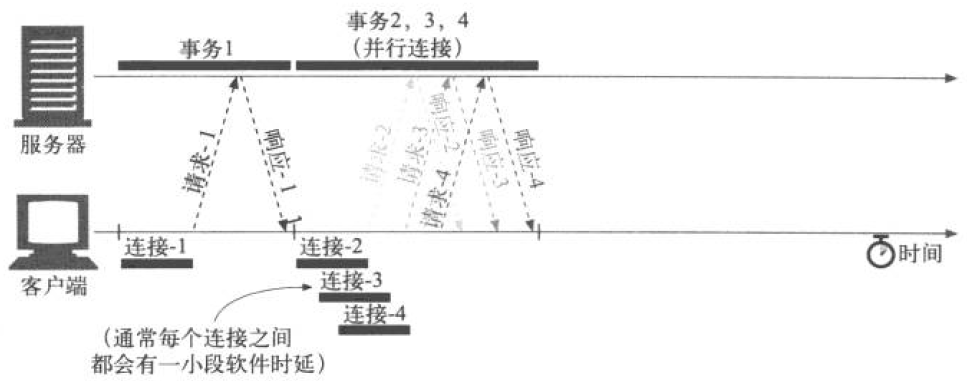 事务1
事务2，3，4
（并行连接）
服务器
请求-1
响应-1
请求-2
请求-3
请求-4
响应-2
响应-3
响应-4
连接-1
连接-2
连接-3
连接-4
时间
客户端
（通常每个连接之间
都会有一小段软件时延）